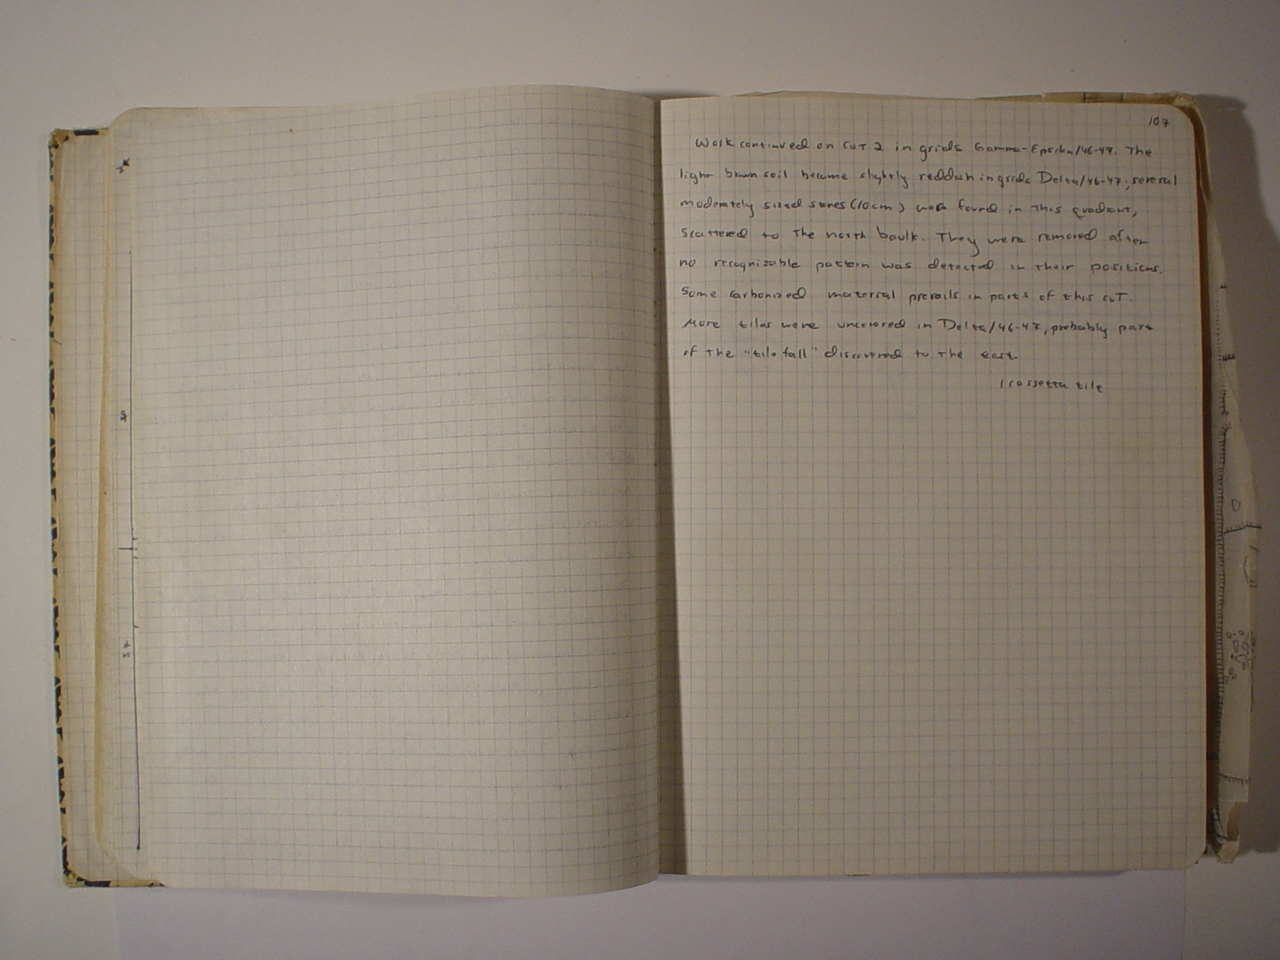 107
Work continued on cut 2 in grids Gamma-Epsilon/46-47. The
light brown soil become slightly reddish in grids Delta/46-47; several
moderately sized stones (10cm) were found in this quadrant,
scattered to the north baulk. They were removed after
no recognizable pattern was detected in their positions.
Some carbonized material prevails in parts of this cut.
More tiles were uncovered in Delta/46-47, probably part
of the "tile fall" discovered to the east
1 cassetta tile